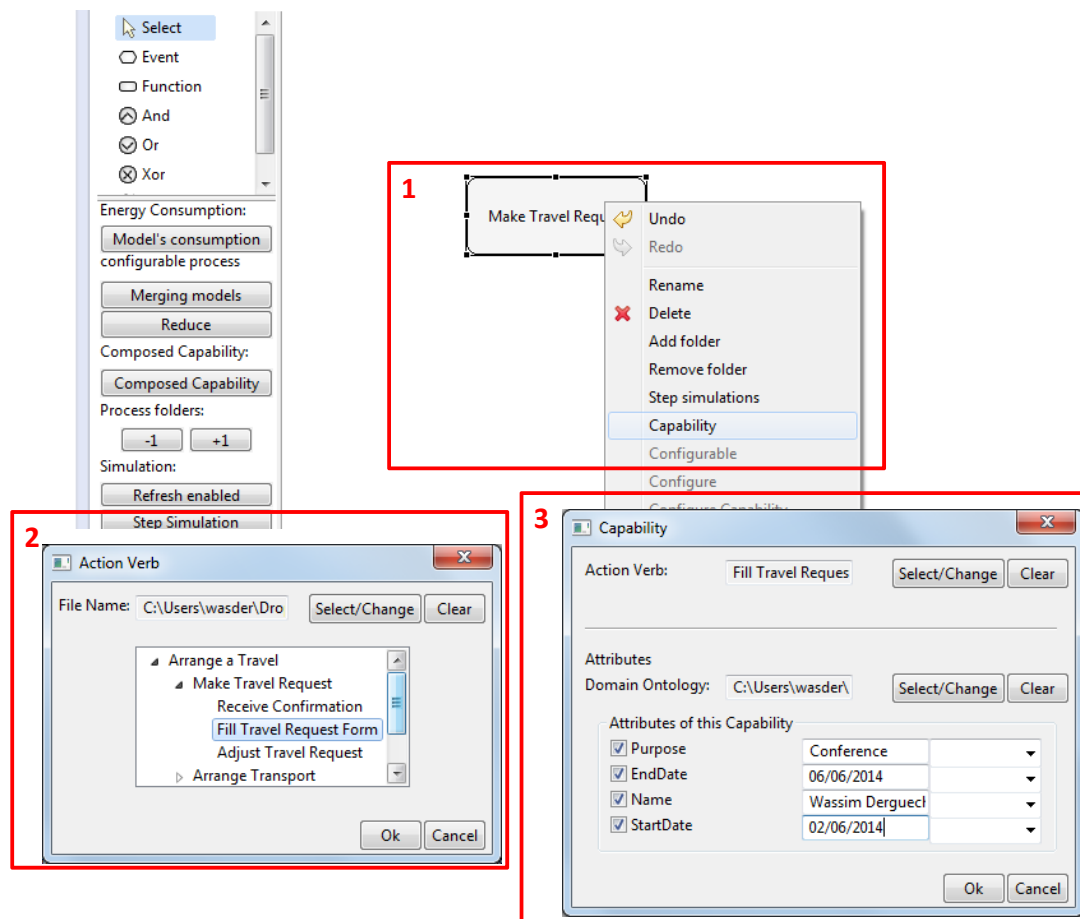 Select
Event
Function
And
Or
Xor
Energy Consumption:
Model's consumption
configurable process
Merging models
Reduce
Composed Capability:
Composed Capability
Process folders:
-1 +1
Simulation:
Refresh enabled
Step Simulation
1
Make Travel Requ
Undo
Redo
Rename
Delete
Add folder
Remove folder
Step simulations
Capability
Configurable
Configure
Configure Capability
2
Action Verb
File Name: C:\Users\wasder\Dro Select/Change Clear
Arrange a Travel
Make Travel Request
Receive Confirmation
Fill Travel Request Form
Adjust Travel Request
Arrange Transport
Ok Cancel
3
Capability
Action Verb: Fill Travel Reques Select/Change Clear
Attributes
Domain Ontology: C:\Users\wasder\ Select/Change Clear
Attributes of this Capability
Purpose Conference
EndDate 06/06/2014
Name Wassim Derguech
StartDate 02/06/2014
Ok Cancel